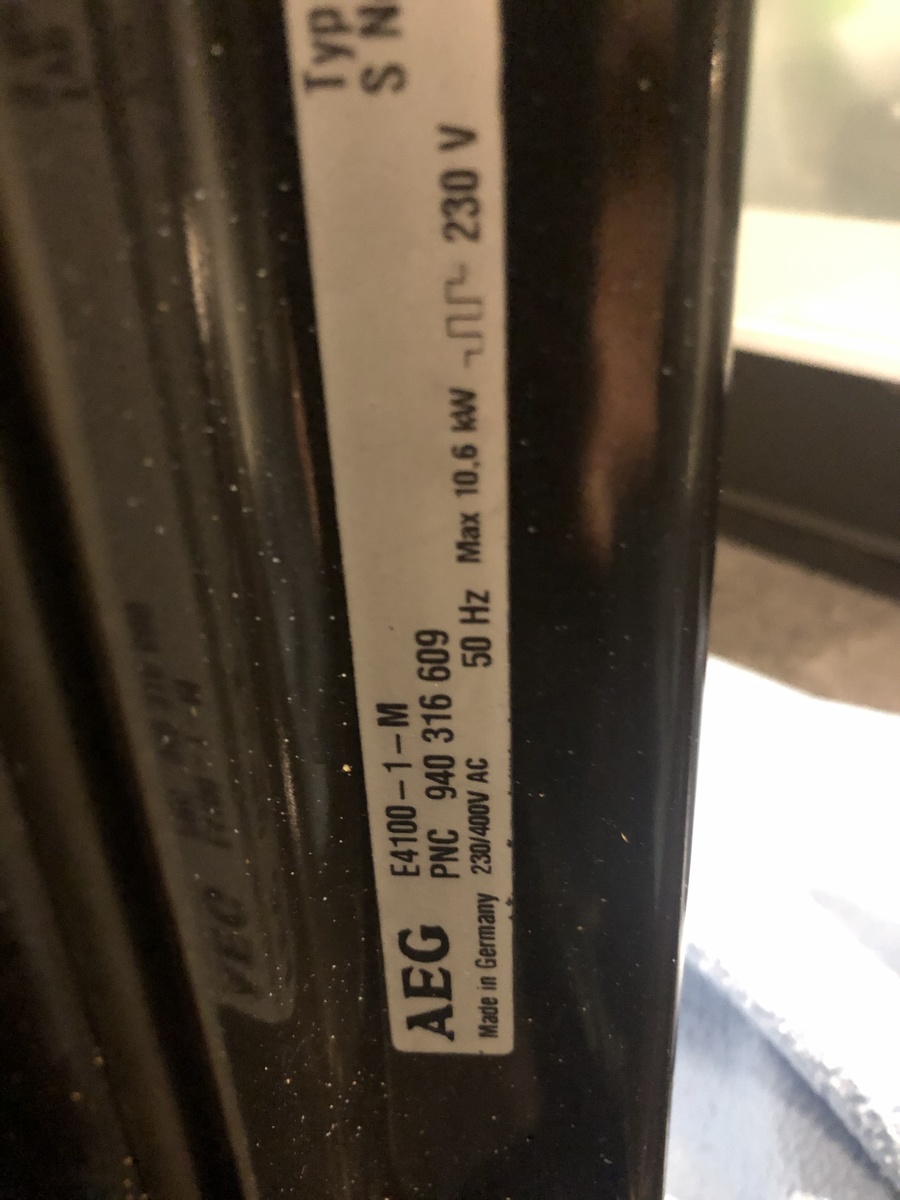 AEG
E4100-1-M
PNC 940 316 609
Made in Germany 230/400V AC 50 Hz Max 10,6 kW 230 V
Typ
S N